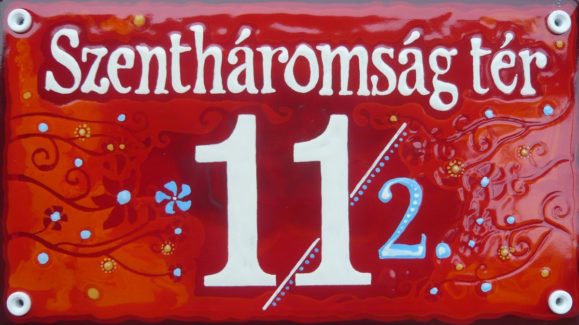 Szentháromság tér
11/2.